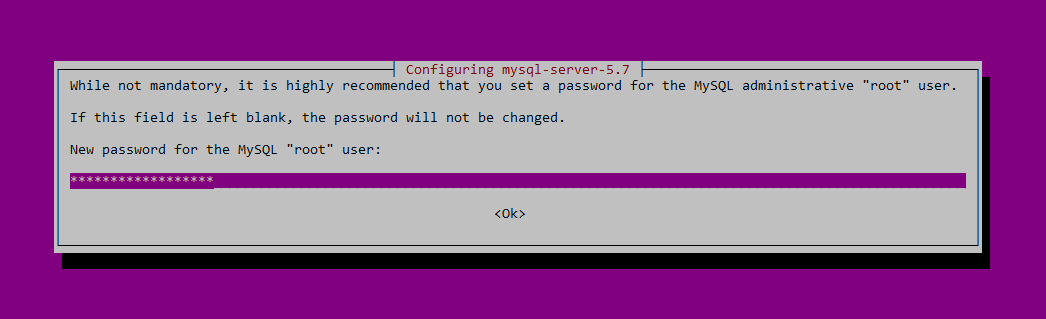 Configuring mysql-server-5.7
While not mandatory, it is highly recommended that you set a password for the MySQL administrative "root" user.
If this field is left blank, the password will not be changed.
New password for the MySQL "root" user:
******************
<Ok>